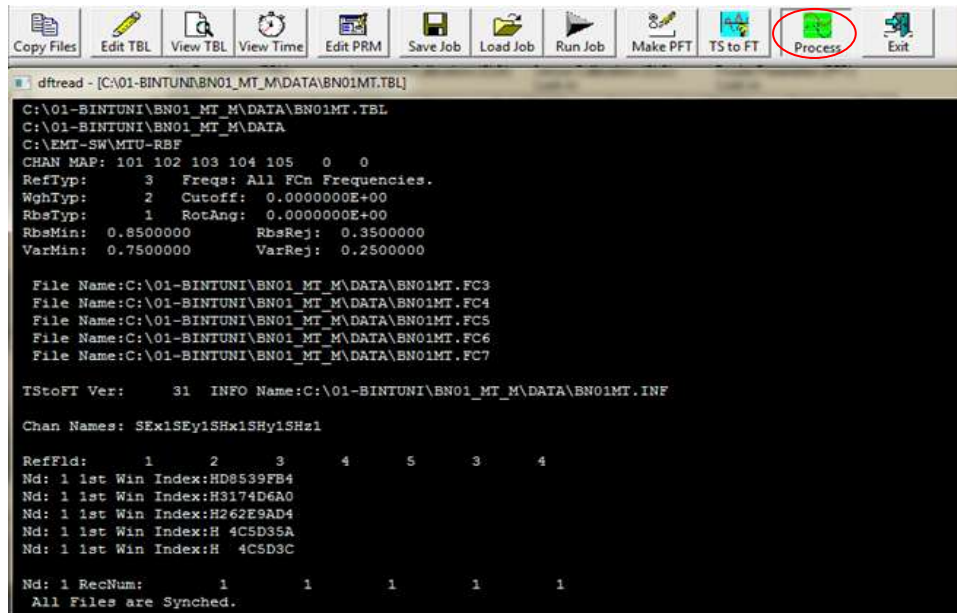 Copy Files Edit TBL View TBL View Time Edit PRM Save Job Load Job Run Job Make PFT TS to FT Process Exit
dftread - [C:\01-BINTUNI\BN01_MT_M\DATA\BN01MT.TBL]
C:\01-BINTUNI\BN01_MT_M\DATA\BN01MT.TBL
C:\01-BINTUNI\BN01_MT_M\DATA
C:\EMT-SW\MTU-RBF
CHAN MAP: 101 102 103 104 105 0 0
RefTyp: 3 Freqs: All FCn Frequencies.
WghTyp: 2 Cutoff: 0.0000000E+00
RbsTyp: 1 RotAng: 0.0000000E+00
RbsMin: 0.8500000 RbsRej: 0.3500000
VarMin: 0.7500000 VarRej: 0.2500000
File Name:C:\01-BINTUNI\BN01_MT_M\DATA\BN01MT.FC3
File Name:C:\01-BINTUNI\BN01_MT_M\DATA\BN01MT.FC4
File Name:C:\01-BINTUNI\BN01_MT_M\DATA\BN01MT.FC5
File Name:C:\01-BINTUNI\BN01_MT_M\DATA\BN01MT.FC6
File Name:C:\01-BINTUNI\BN01_MT_M\DATA\BN01MT.FC7
TStoFT Ver: 31 INFO Name:C:\01-BINTUNI\BN01_MT_M\DATA\BN01MT.INF
Chan Names: SEx1SEy1SHx1SHy1SHz1
RefFld: 1 2 3 4 5 3 4
Nd: 1 1st Win Index:HD8539FB4
Nd: 1 1st Win Index:H3174D6A0
Nd: 1 1st Win Index:H262E9AD4
Nd: 1 1st Win Index:H 4C5D35A
Nd: 1 1st Win Index:H 4C5D3C
Nd: 1 RecNum: 1 1 1 1 1
All Files are Synched.